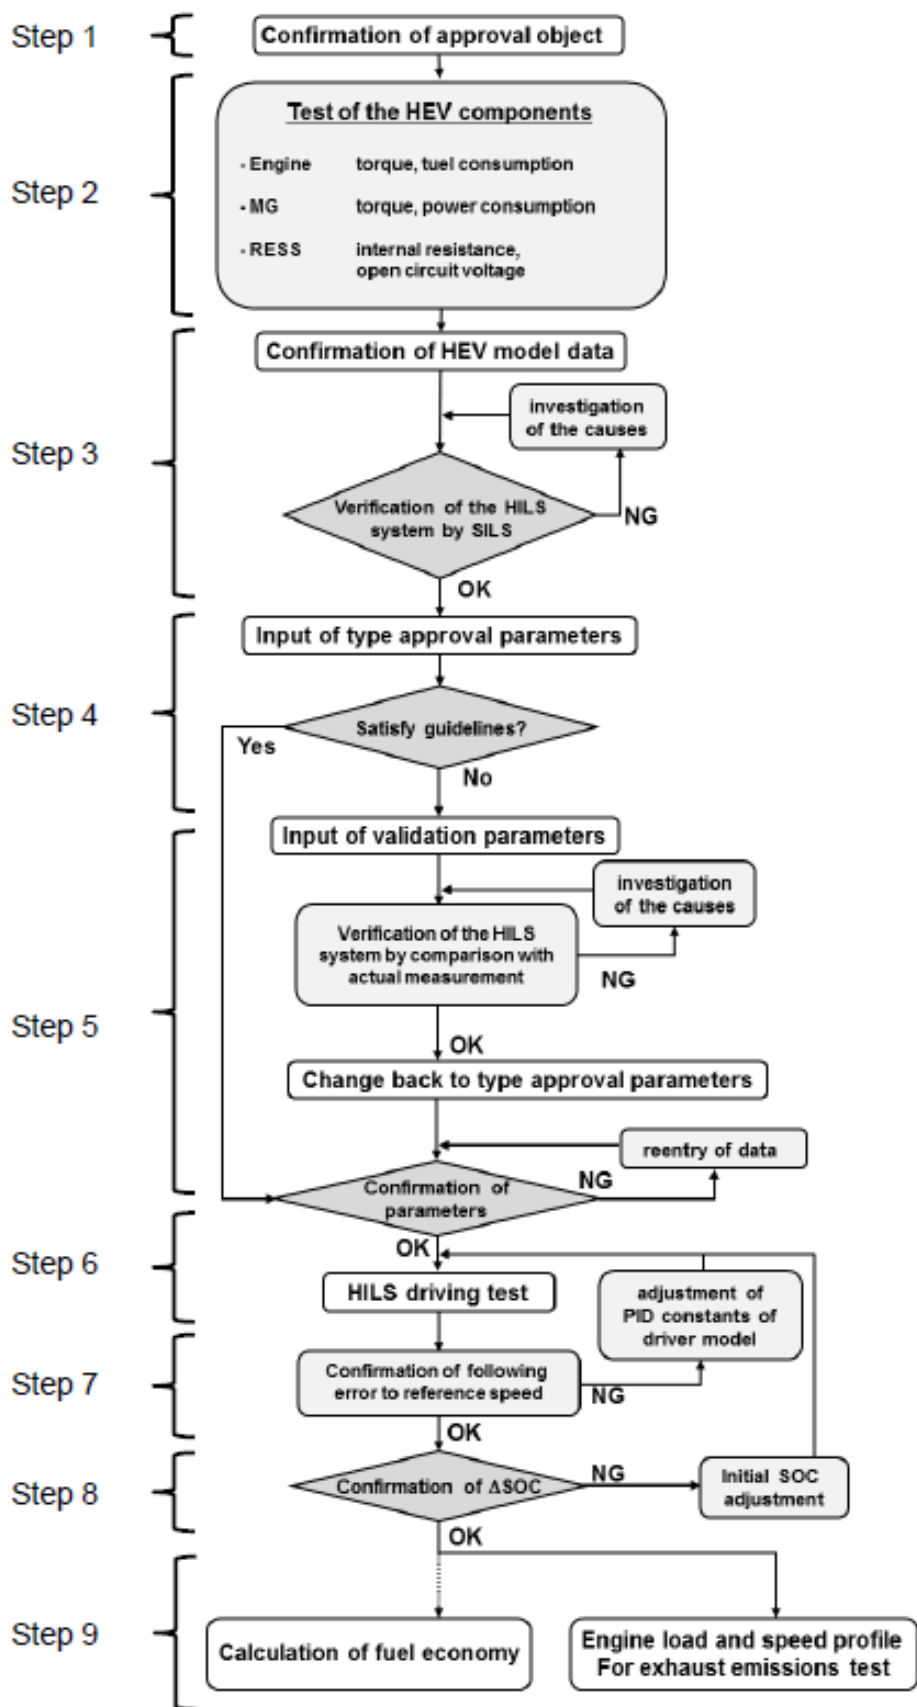 Step 1
Confirmation of approval object
Step 2
Test of the HEV components
- Engine torque, tuel consumption
- MG torque, power consumption
- RESS internal resistance,
open circuit voltage
Step 3
Confirmation of HEV model data
investigation
of the causes
Verification of the HILS
system by SILS
NG
OK
Step 4
Input of type approval parameters
Satisfy guidelines?
Yes
No
Step 5
Input of validation parameters
investigation
of the causes
Verification of the HILS
system by comparison with
actual measurement
NG
OK
Change back to type approval parameters
reentry of data
NG
Confirmation of
parameters
OK
Step 6
HILS driving test
adjustment of
PID constants of
driver model
Step 7
Confirmation of following
error to reference speed
NG
OK
Step 8
Confirmation of ΔSOC
NG
Initial SOC
adjustment
OK
Step 9
Calculation of fuel economy
Engine load and speed profile
For exhaust emissions test